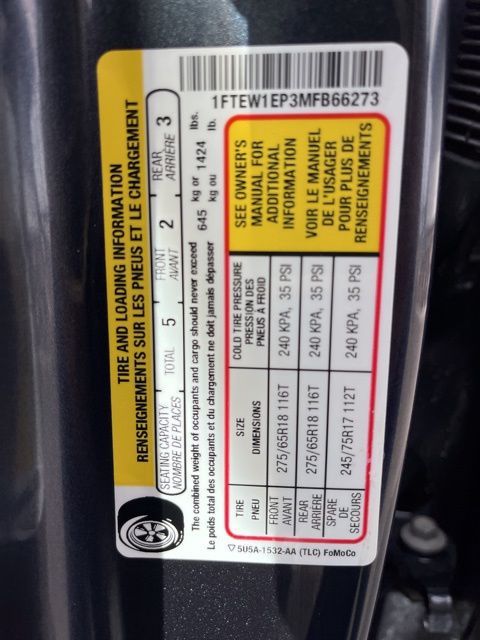 1FTEW1EP3MFB66273
TIRE AND LOADING INFORMATION
RENSEIGNEMENTS SUR LES PNEUS ET LE CHARGEMENT
SEATING CAPACITY TOTAL 5 FRONT 2 REAR 3
NOMBRE DE PLACES AVANT ARRIÈRE
The combined weight of occupants and cargo should never exceed 645 kg or 1424 lbs.
Le poids total des occupants et du chargement ne doit jamais dépasser kg ou lb.
TIRE SIZE COLD TIRE PRESSURE
PNEU DIMENSIONS PRESSION DES
PNEUS À FROID
FRONT
AVANT 275/65R18 116T 240 KPA, 35 PSI
REAR
ARRIÈRE 275/65R18 116T 240 KPA, 35 PSI
SPARE
DE
SECOURS 245/75R17 112T 240 KPA, 35 PSI
SEE OWNER'S
MANUAL FOR
ADDITIONAL
INFORMATION
VOIR LE MANUEL
DE L'USAGER
POUR PLUS DE
RENSEIGNEMENTS
5U5A-1532-AA (TLC) FoMoCo